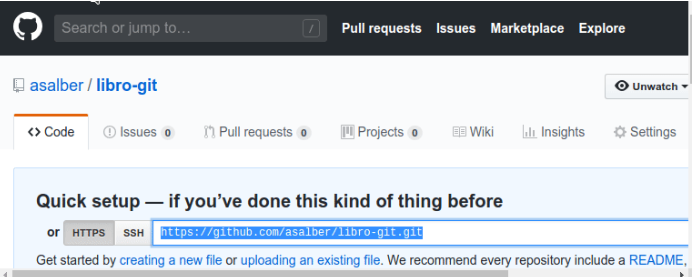 Search or jump to… / Pull requests Issues Marketplace Explore
asalber / libro-git Unwatch
<> Code Issues 0 Pull requests 0 Projects 0 Wiki Insights Settings
Quick setup — if you’ve done this kind of thing before
or HTTPS SSH https://github.com/asalber/libro-git.git
Get started by creating a new file or uploading an existing file. We recommend every repository include a README,